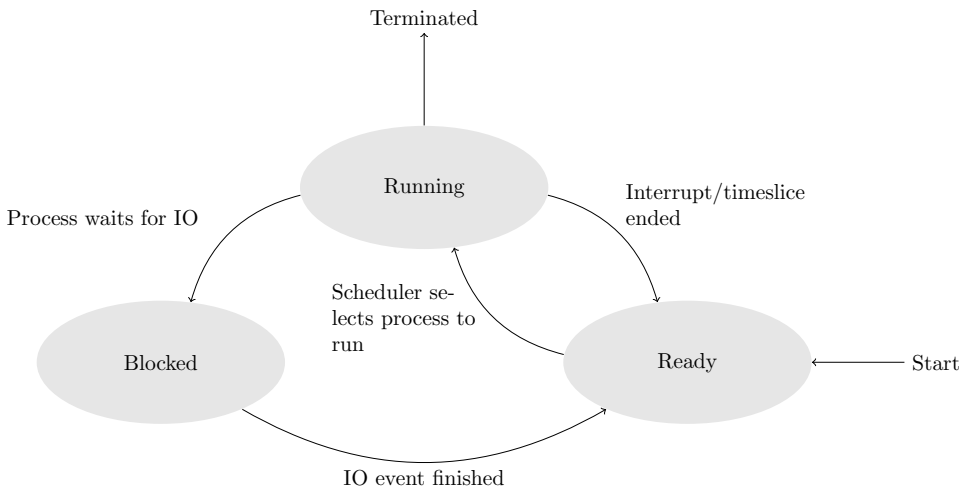 Terminated
Running
Interrupt/timeslice
ended
Process waits for IO
Scheduler se-
lects process to
run
Blocked
Ready
Start
IO event finished